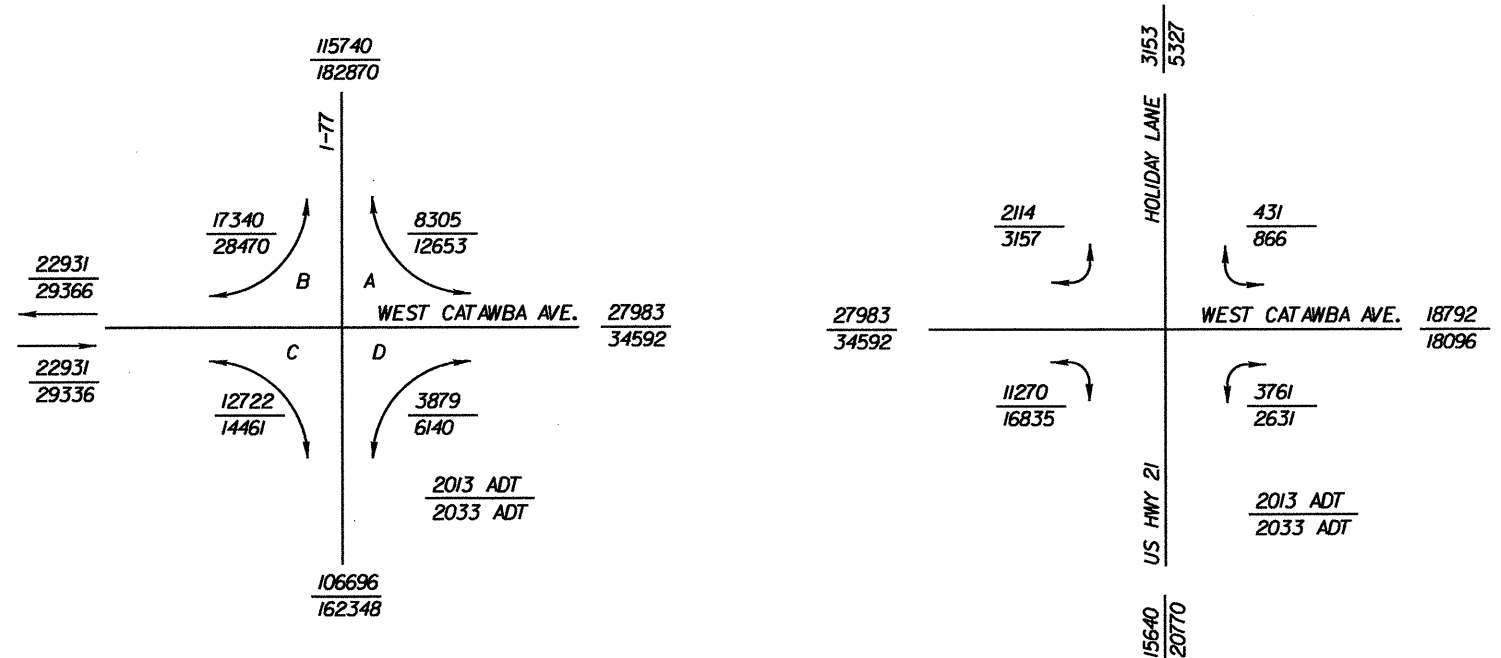 115740
182870
I-77
17340
28470
8305
12653
22931
29366
B
A
WEST CATAWBA AVE.
27983
34592
C
D
22931
29336
12722
14461
3879
6140
2013 ADT
2033 ADT
106696
162348
3153
5327
HOLIDAY LANE
2114
3157
431
866
27983
34592
WEST CATAWBA AVE.
18792
18096
11270
16835
3761
2631
US HWY 21
2013 ADT
2033 ADT
15640
20770